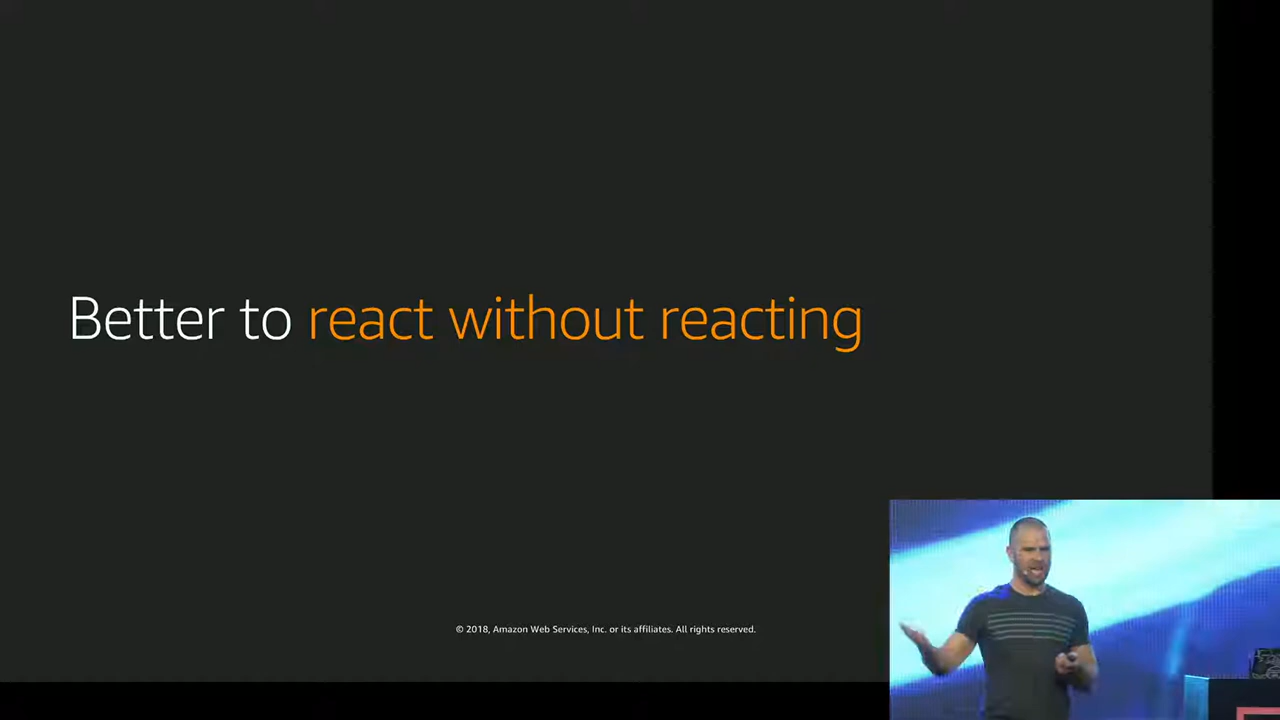 Better to react without reacting
© 2018, Amazon Web Services, Inc. or its affiliates. All rights reserved.